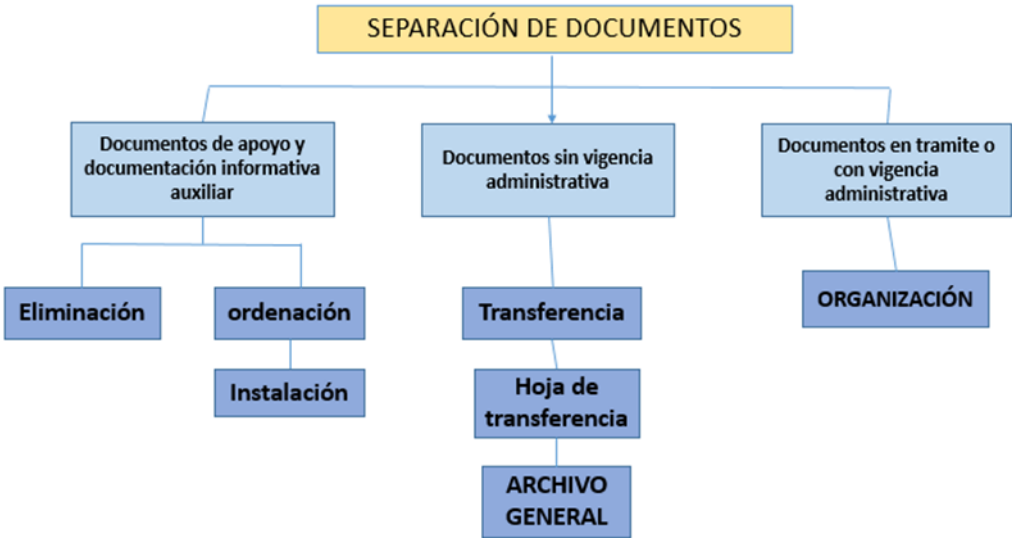 SEPARACIÓN DE DOCUMENTOS
Documentos de apoyo y
documentación informativa
auxiliar
Documentos sin vigencia
administrativa
Documentos en tramite o
con vigencia
administrativa
Eliminación
ordenación
Transferencia
ORGANIZACIÓN
Instalación
Hoja de
transferencia
ARCHIVO
GENERAL